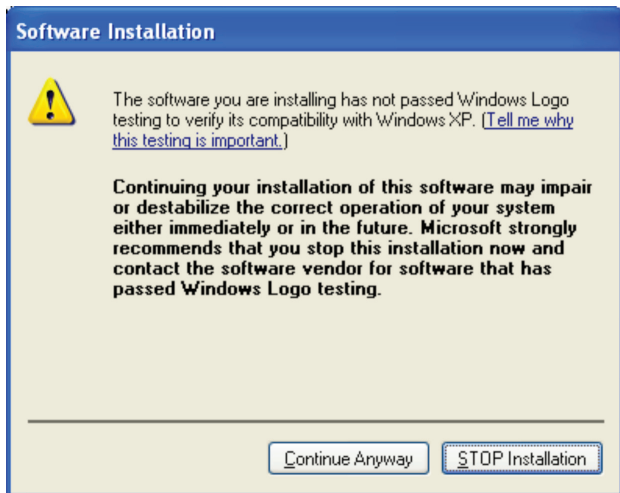 Software Installation
The software you are installing has not passed Windows Logo
testing to verify its compatibility with Windows XP. (Tell me why
this testing is important.)
Continuing your installation of this software may impair
or destabilize the correct operation of your system
either immediately or in the future. Microsoft strongly
recommends that you stop this installation now and
contact the software vendor for software that has
passed Windows Logo testing.
Continue Anyway STOP Installation